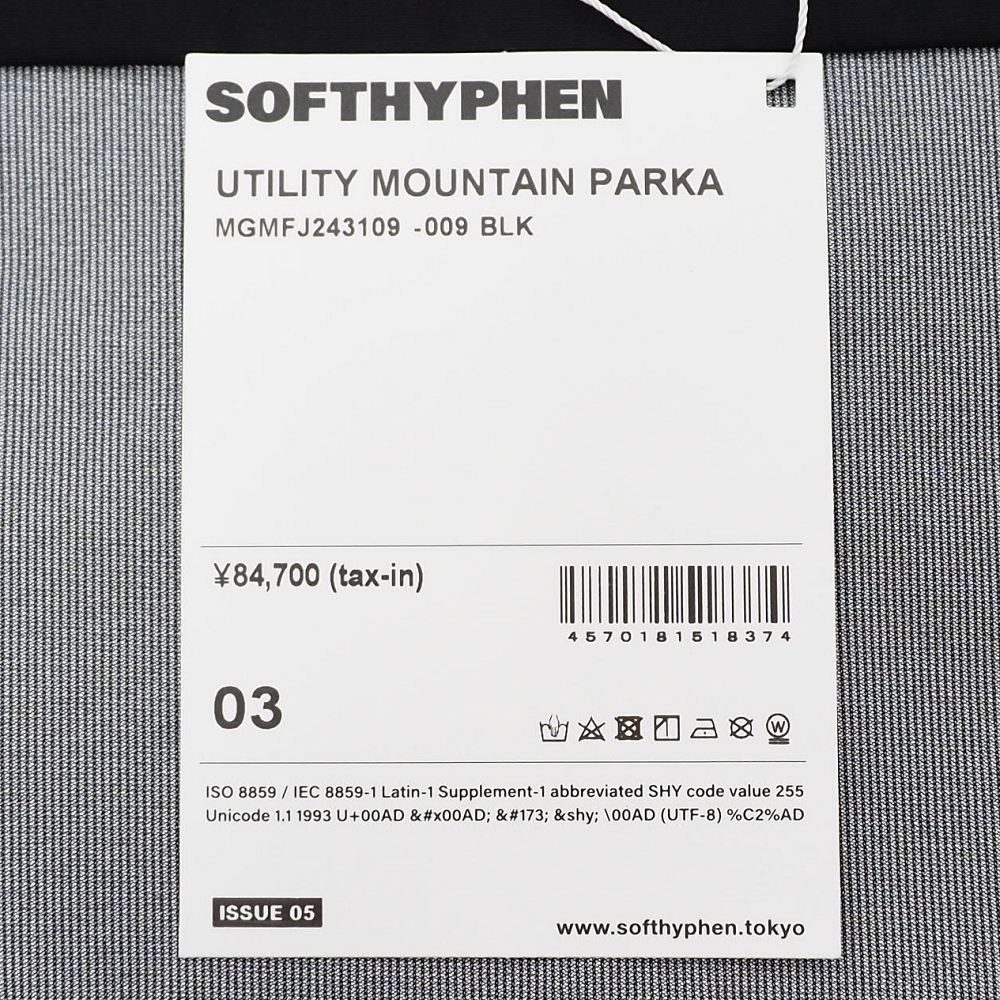 SOFTHYPHEN
UTILITY MOUNTAIN PARKA
MGMFJ243109 -009 BLK
¥84,700 (tax-in)
4570181518374
03
W
ISO 8859 / IEC 8859-1 Latin-1 Supplement-1 abbreviated SHY code value 255
Unicode 1.1 1993 U+00AD &#x00AD; &#173; &shy; \00AD (UTF-8) %C2%AD
ISSUE 05
www.softhyphen.tokyo